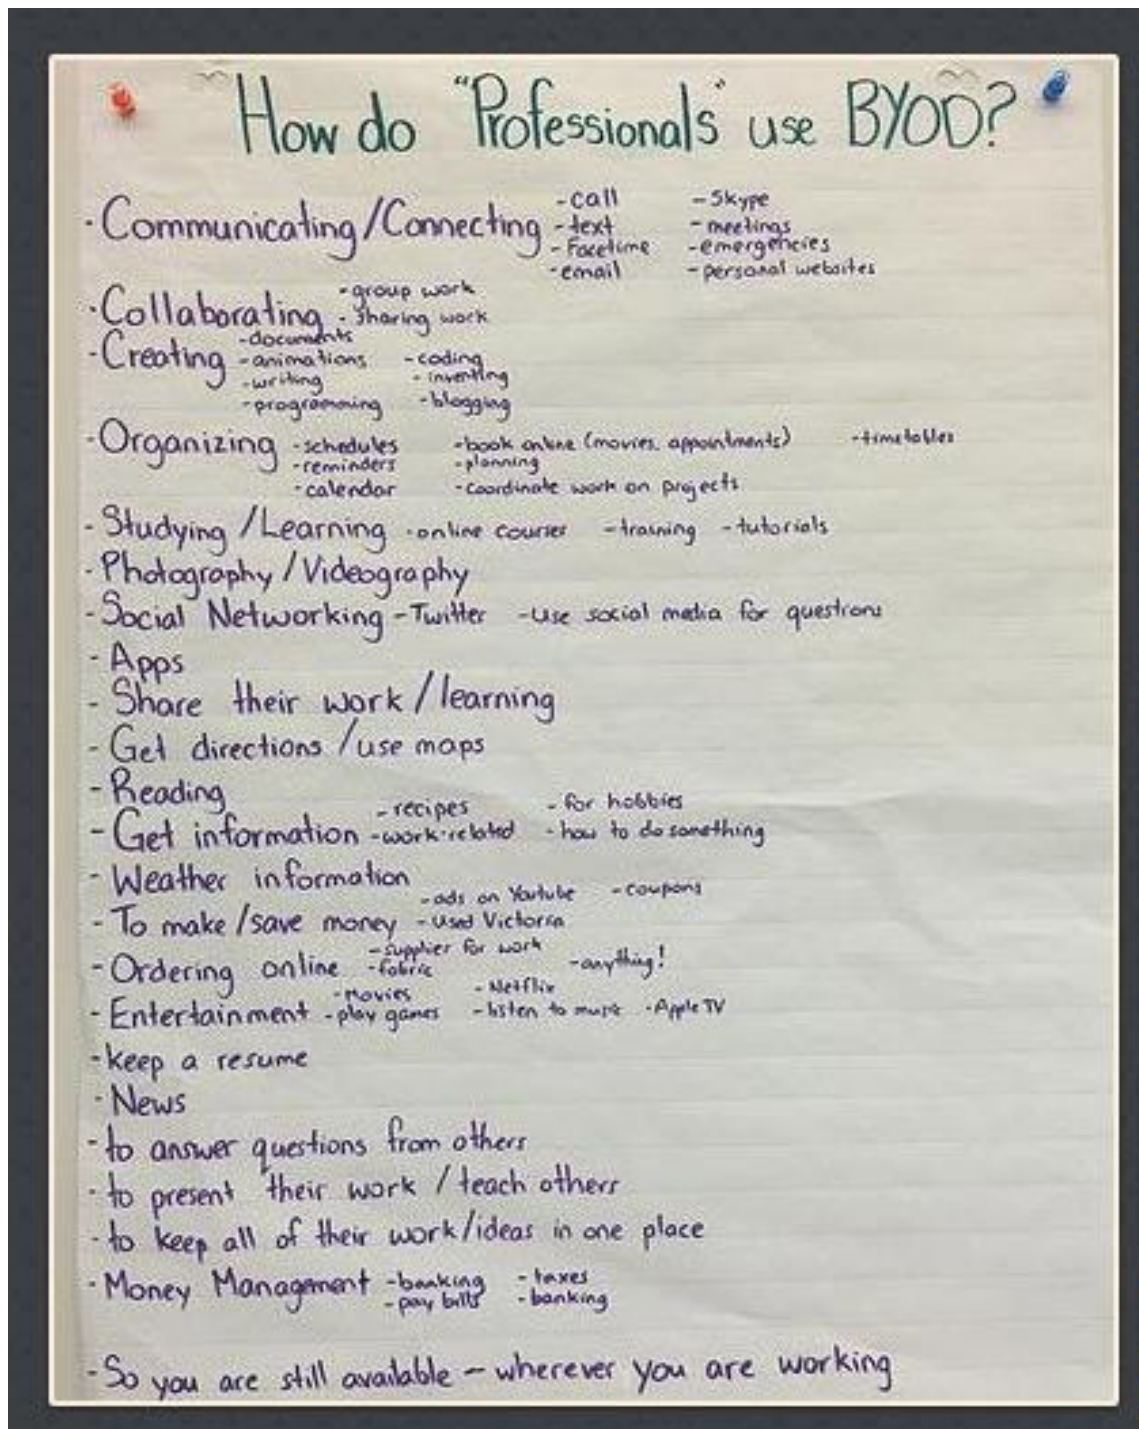 How do "Professionals" use BYOD?
- Communicating/Connecting - call - Skype
- text - meetings
- Facetime - emergencies
- email - personal websites
- Collaborating - group work
- sharing work
- Creating - documents
- animations - coding
- writing - inventing
- programming - blogging
- Organizing - schedules - book online (movies, appointments) - timetables
- reminders - planning
- calendar - coordinate work on projects
- Studying/Learning - online courses - training - tutorials
- Photography/Videography
- Social Networking - Twitter - Use social media for questions
- Apps
- Share their work/learning
- Get directions/use maps
- Reading
- Get information - recipes - for hobbies
- work-related - how to do something
- Weather information
- To make/save money - ads on Youtube - coupons
- Used Victoria
- Ordering online - supplier for work - anything!
- fabric
- Entertainment - Movies - Netflix
- play games - listen to music - Apple TV
- keep a resume
- News
- to answer questions from others
- to present their work / teach others
- to keep all of their work/ideas in one place
- Money Management - banking - taxes
- pay bills - banking
- So you are still available - wherever you are working